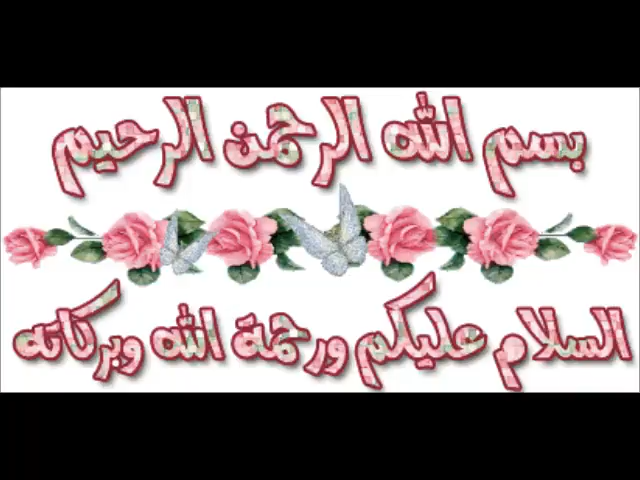 بسم الله الرحمن الرحيم
السلام عليكم ورحمة الله وبركاته